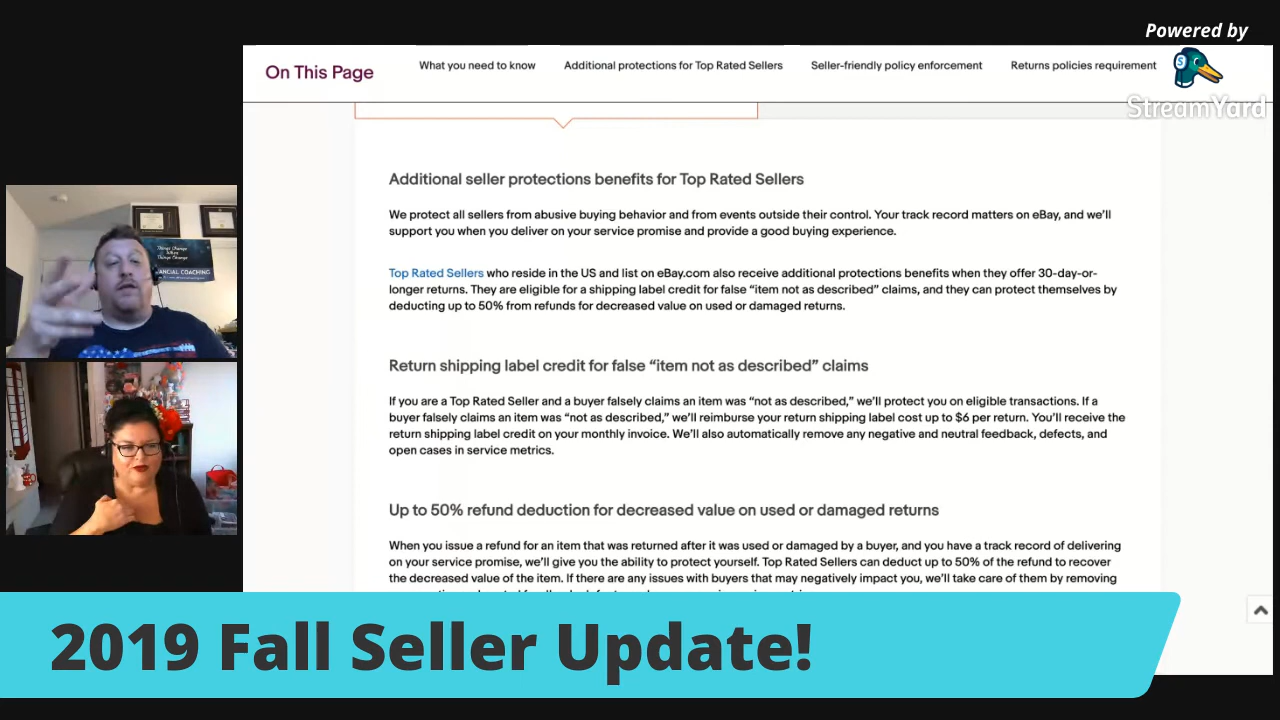 Powered by
StreamYard
On This Page
What you need to know
Additional protections for Top Rated Sellers
Seller-friendly policy enforcement
Returns policies requirement
Additional seller protections benefits for Top Rated Sellers
We protect all sellers from abusive buying behavior and from events outside their control. Your track record matters on eBay, and we'll
support you when you deliver on your service promise and provide a good buying experience.
Top Rated Sellers who reside in the US and list on eBay.com also receive additional protections benefits when they offer 30-day-or-
longer returns. They are eligible for a shipping label credit for false “item not as described” claims, and they can protect themselves by
deducting up to 50% from refunds for decreased value on used or damaged returns.
Return shipping label credit for false “item not as described” claims
If you are a Top Rated Seller and a buyer falsely claims an item was “not as described,” we'll protect you on eligible transactions. If a
buyer falsely claims an item was “not as described,” we'll reimburse your return shipping label cost up to $6 per return. You'll receive the
return shipping label credit on your monthly invoice. We'll also automatically remove any negative and neutral feedback, defects, and
open cases in service metrics.
Up to 50% refund deduction for decreased value on used or damaged returns
When you issue a refund for an item that was returned after it was used or damaged by a buyer, and you have a track record of delivering
on your service promise, we'll give you the ability to protect yourself. Top Rated Sellers can deduct up to 50% of the refund to recover
the decreased value of the item. If there are any issues with buyers that may negatively impact you, we'll take care of them by removing
Things Change
When
Things Change
ANCIAL COACHING
2019 Fall Seller Update!